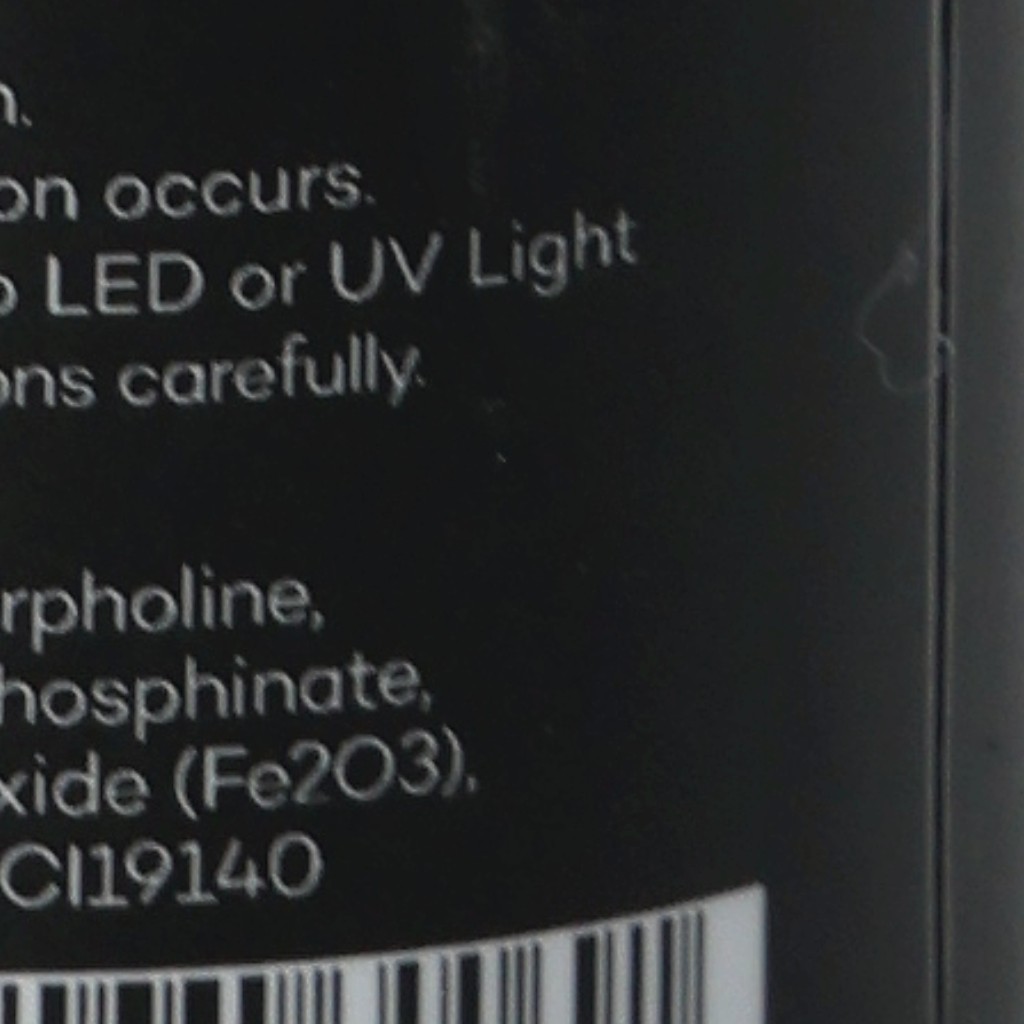 n.
on occurs.
o LED or UV Light
ons carefully.
rpholine,
hosphinate,
xide (Fe2O3),
CI19140